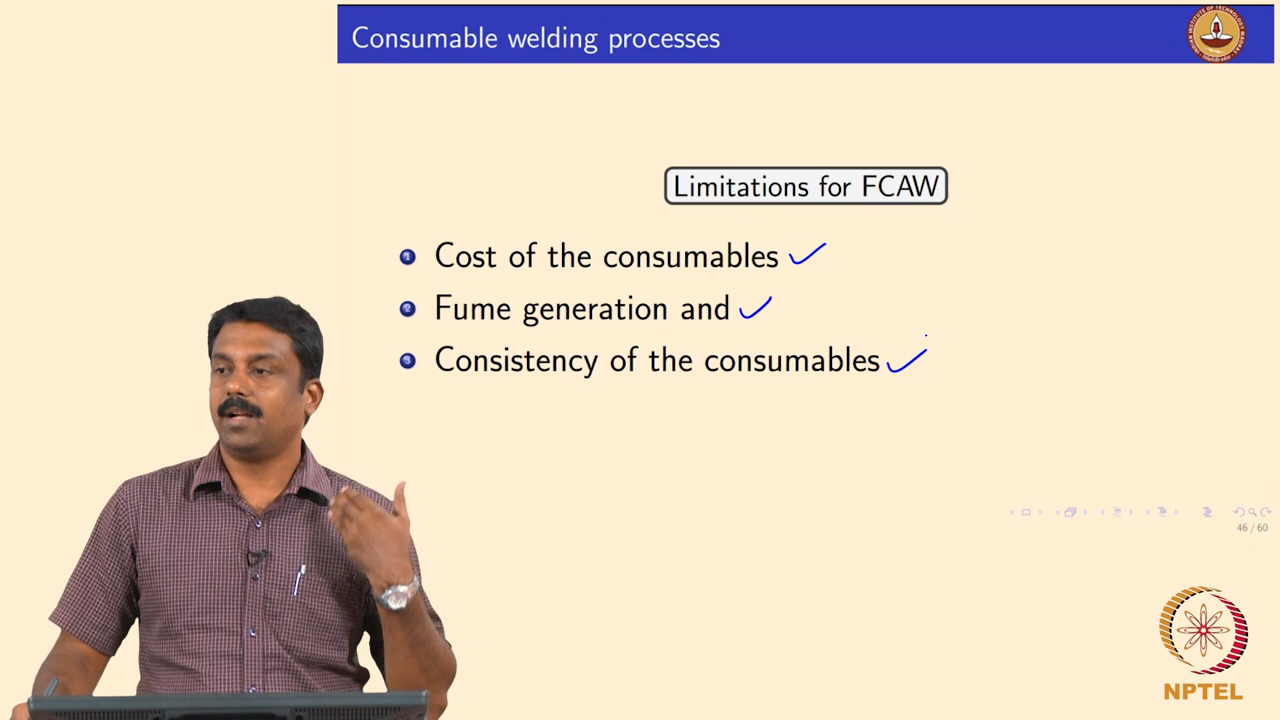 Consumable welding processes
Limitations for FCAW
1 Cost of the consumables
2 Fume generation and
3 Consistency of the consumables
46 / 60
NPTEL